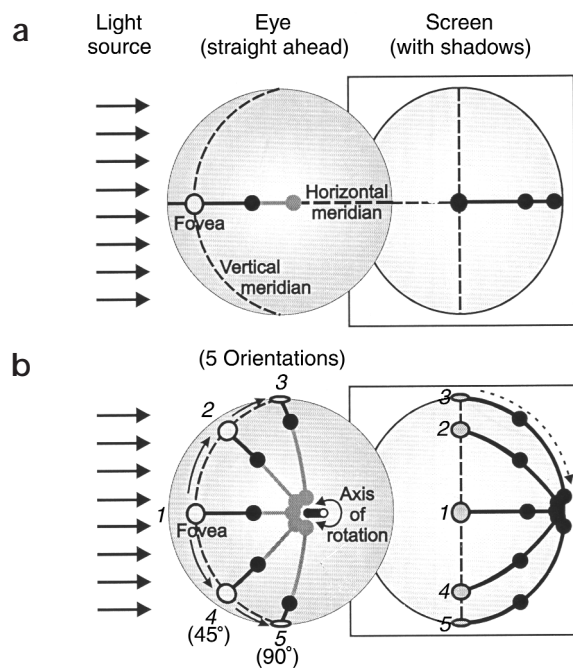 a
Light
source
Eye
(straight ahead)
Screen
(with shadows)
Horizontal
meridian
Fovea
Vertical
meridian
b
(5 Orientations)
3
2
1
Fovea
Axis
of
rotation
4
(45°)
5
(90°)
3
2
1
4
5